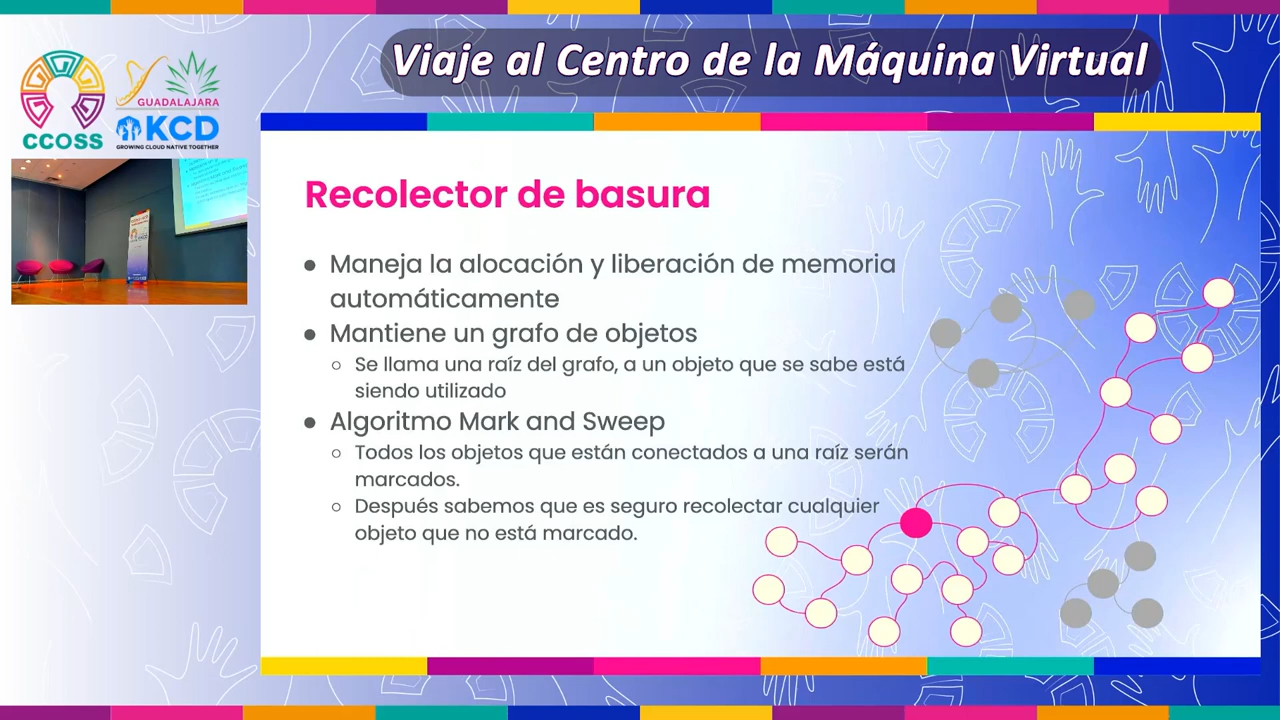 Viaje al Centro de la Máquina Virtual
CCOSS
GUADALAJARA
KCD
GROWING CLOUD NATIVE TOGETHER
Recolector de basura
● Maneja la alocación y liberación de memoria
automáticamente
● Mantiene un grafo de objetos
○ Se llama una raíz del grafo, a un objeto que se sabe está
siendo utilizado
● Algoritmo Mark and Sweep
○ Todos los objetos que están conectados a una raíz serán
marcados.
○ Después sabemos que es seguro recolectar cualquier
objeto que no está marcado.